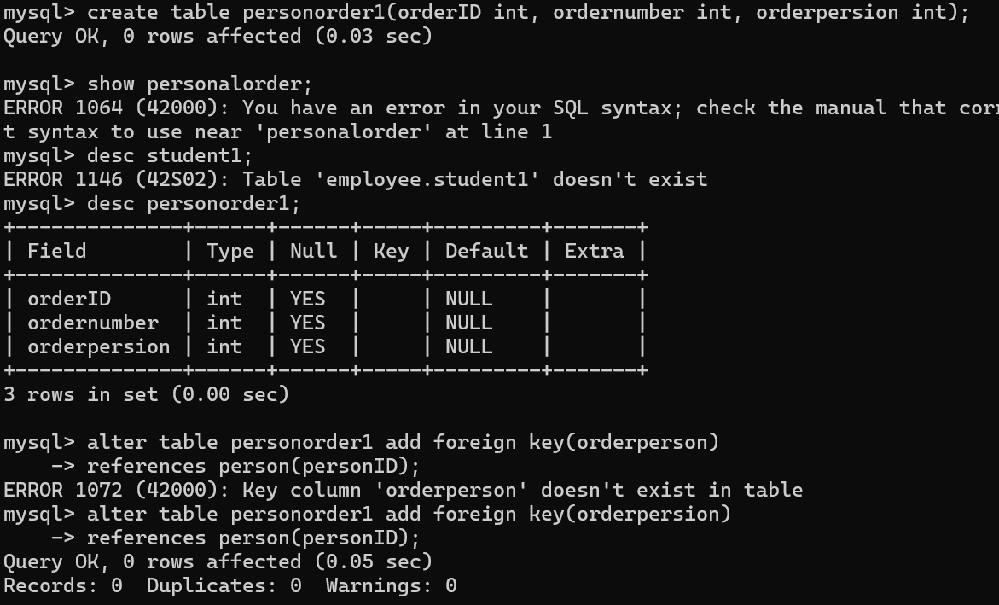 mysql> create table personorder1(orderID int, ordernumber int, orderpersion int);
Query OK, 0 rows affected (0.03 sec)
mysql> show personalorder;
ERROR 1064 (42000): You have an error in your SQL syntax; check the manual that corr
t syntax to use near 'personalorder' at line 1
mysql> desc student1;
ERROR 1146 (42S02): Table 'employee.student1' doesn't exist
mysql> desc personorder1;
+--------------+------+------+-----+---------+-------+
| Field        | Type | Null | Key | Default | Extra |
+--------------+------+------+-----+---------+-------+
| orderID      | int  | YES  |     | NULL    |       |
| ordernumber  | int  | YES  |     | NULL    |       |
| orderpersion | int  | YES  |     | NULL    |       |
+--------------+------+------+-----+---------+-------+
3 rows in set (0.00 sec)
mysql> alter table personorder1 add foreign key(orderperson)
    -> references person(personID);
ERROR 1072 (42000): Key column 'orderperson' doesn't exist in table
mysql> alter table personorder1 add foreign key(orderpersion)
    -> references person(personID);
Query OK, 0 rows affected (0.05 sec)
Records: 0  Duplicates: 0  Warnings: 0